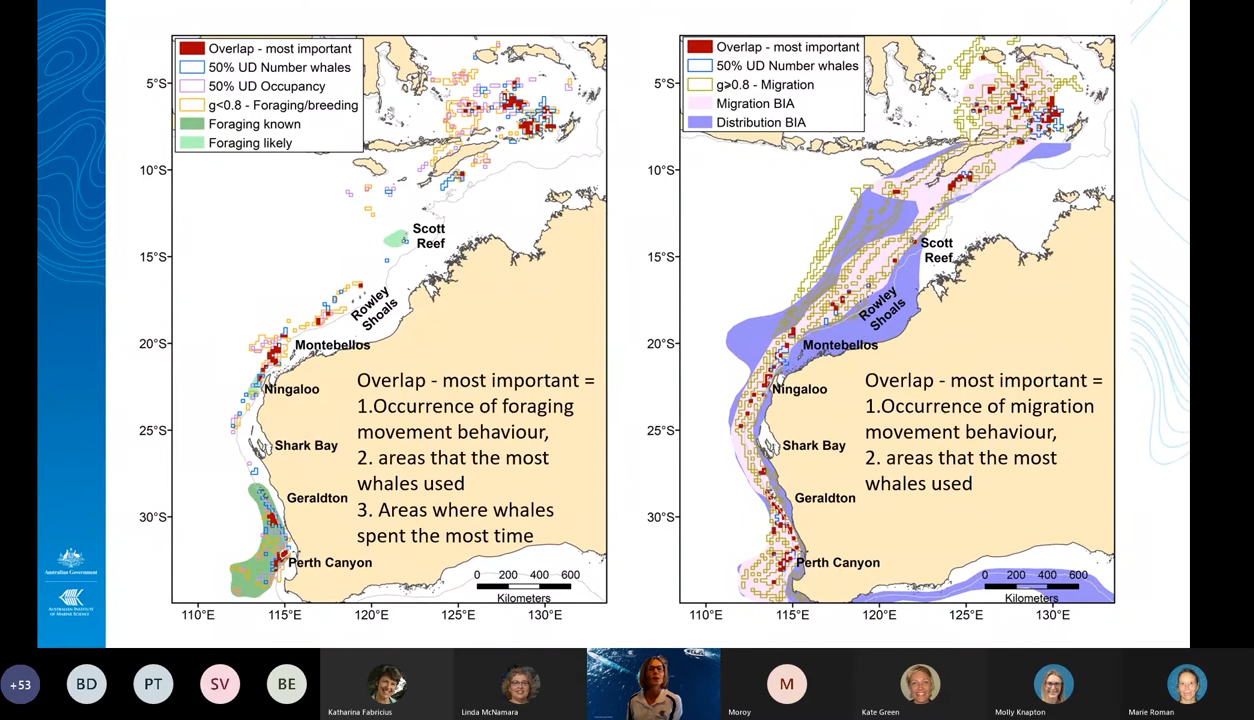 Overlap - most important
50% UD Number whales
50% UD Occupancy
g<0.8 - Foraging/breeding
Foraging known
Foraging likely
5°S
10°S
15°S
20°S
25°S
30°S
Scott
Reef
Rowley
Shoals
Montebellos
Ningaloo
Shark Bay
Geraldton
Perth Canyon
Overlap - most important =
1.Occurrence of foraging
movement behaviour,
2. areas that the most
whales used
3. Areas where whales
spent the most time
0 200 400 600
Kilometers
110°E 115°E 120°E 125°E 130°E
Overlap - most important
50% UD Number whales
g≥0.8 - Migration
Migration BIA
Distribution BIA
5°S
10°S
15°S
20°S
25°S
30°S
Scott
Reef
Rowley
Shoals
Montebellos
Ningaloo
Shark Bay
Geraldton
Perth Canyon
Overlap - most important =
1.Occurrence of migration
movement behaviour,
2. areas that the most
whales used
0 200 400 600
Kilometers
110°E 115°E 120°E 125°E 130°E
Australian Government
AUSTRALIAN INSTITUTE
OF MARINE SCIENCE
+53
BD
PT
SV
BE
Katharina Fabricius
Linda McNamara
M
Moroy
Kate Green
Molly Knapton
Marie Roman